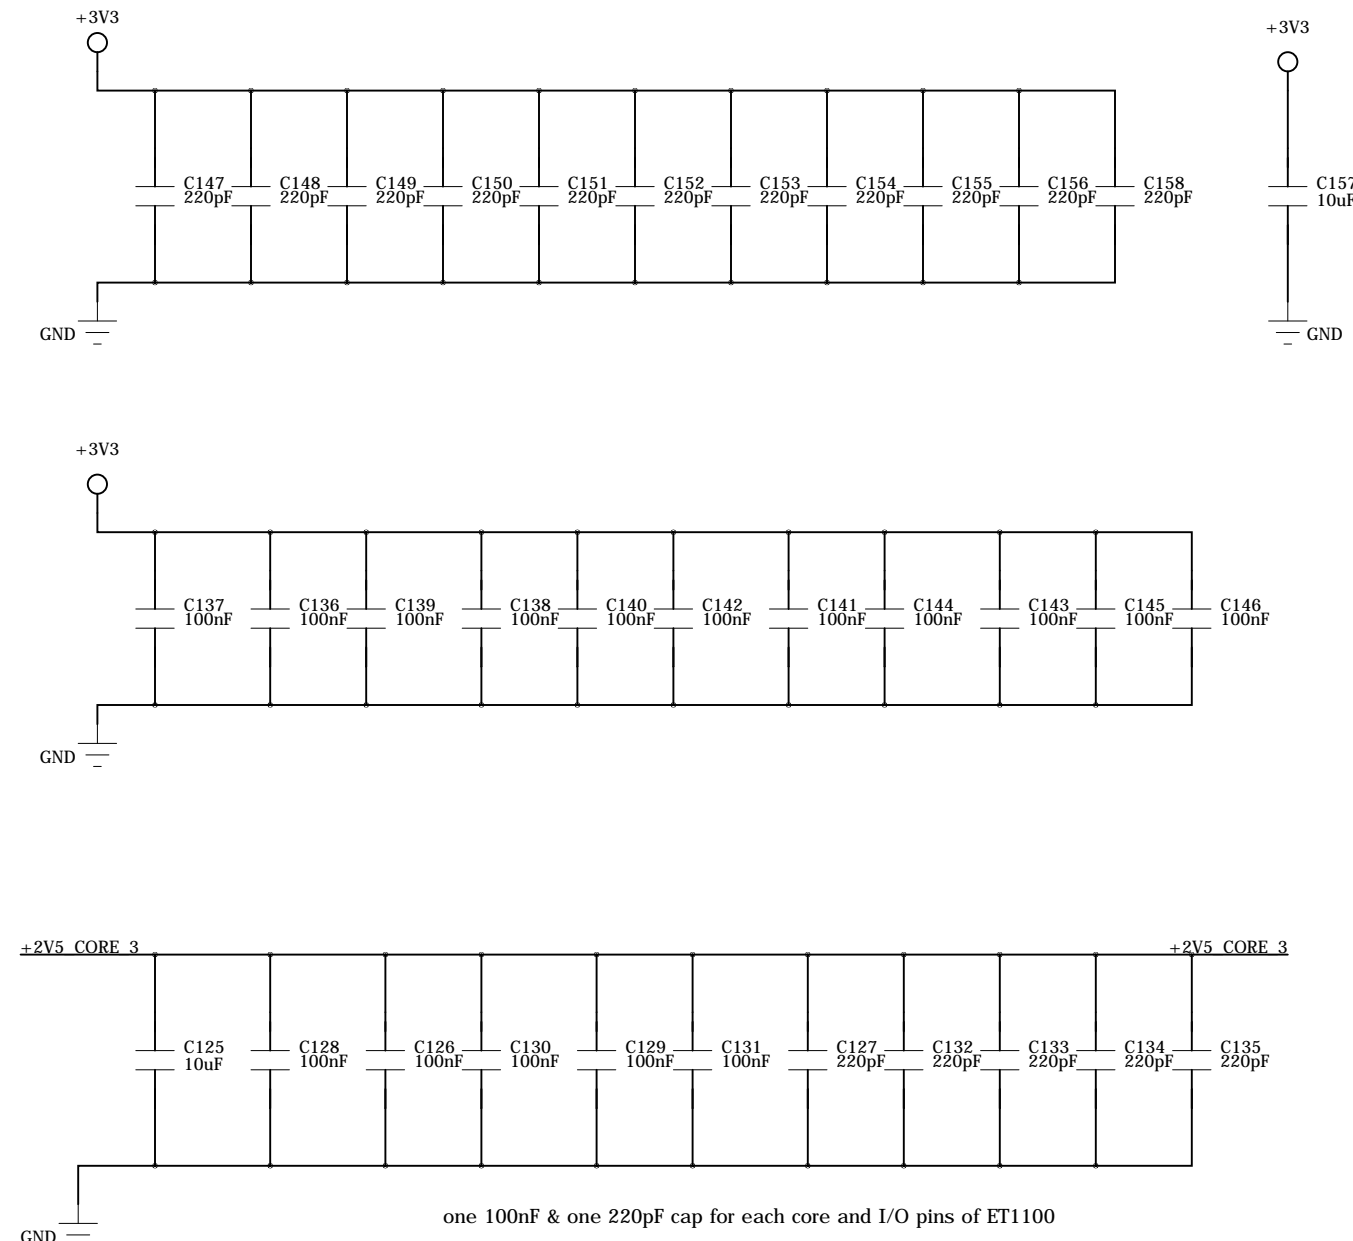 +3V3
+3V3
C147
220pF
C148
220pF
C149
220pF
C150
220pF
C151
220pF
C152
220pF
C153
220pF
C154
220pF
C155
220pF
C156
220pF
C158
220pF
C157
10uF
GND
GND
+3V3
C137
100nF
C136
100nF
C139
100nF
C138
100nF
C140
100nF
C142
100nF
C141
100nF
C144
100nF
C143
100nF
C145
100nF
C146
100nF
GND
+2V5_CORE_3
+2V5_CORE_3
C125
10uF
C128
100nF
C126
100nF
C130
100nF
C129
100nF
C131
100nF
C127
220pF
C132
220pF
C133
220pF
C134
220pF
C135
220pF
one 100nF & one 220pF cap for each core and I/O pins of ET1100
GND